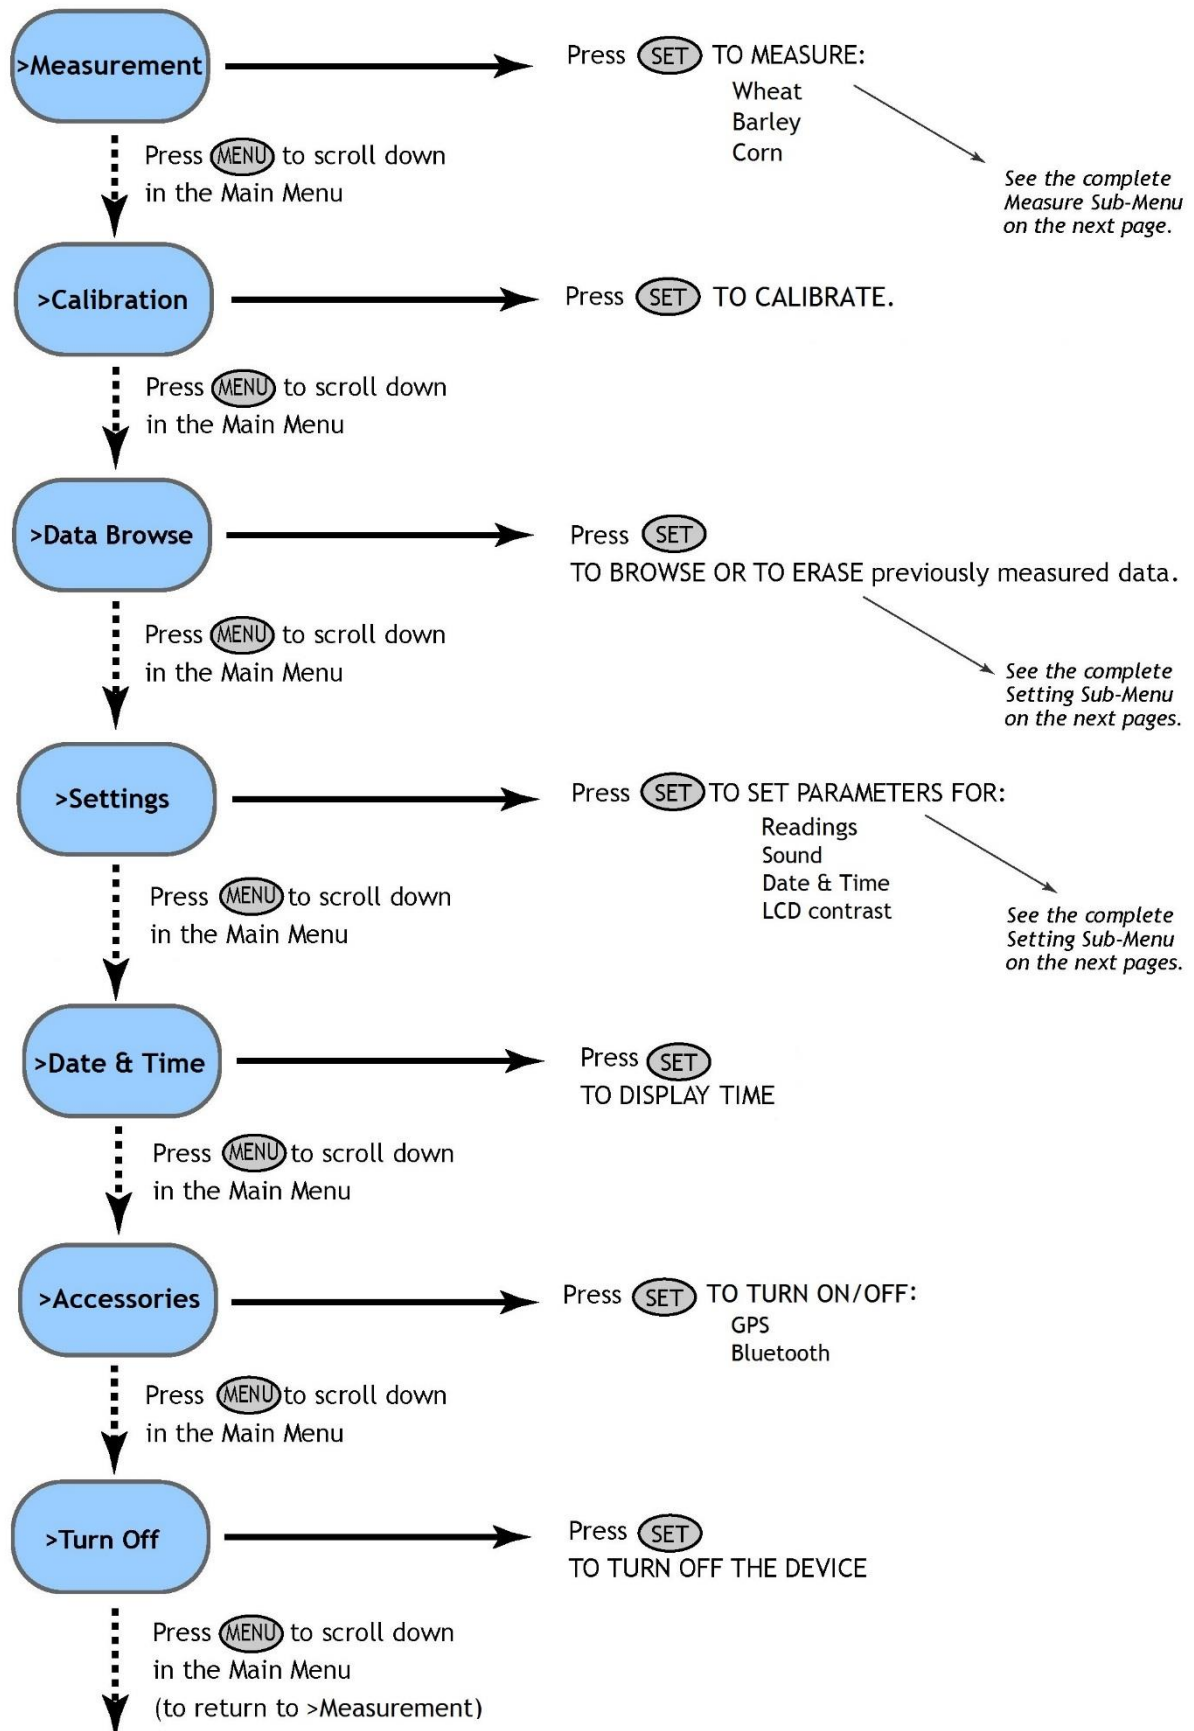 >Measurement
Press SET TO MEASURE:
Wheat
Barley
Corn
See the complete
Measure Sub-Menu
on the next page.
Press MENU to scroll down
in the Main Menu
>Calibration
Press SET TO CALIBRATE.
Press MENU to scroll down
in the Main Menu
>Data Browse
Press SET
TO BROWSE OR TO ERASE previously measured data.
See the complete
Setting Sub-Menu
on the next pages.
Press MENU to scroll down
in the Main Menu
>Settings
Press SET TO SET PARAMETERS FOR:
Readings
Sound
Date & Time
LCD contrast
See the complete
Setting Sub-Menu
on the next pages.
Press MENU to scroll down
in the Main Menu
>Date & Time
Press SET
TO DISPLAY TIME
Press MENU to scroll down
in the Main Menu
>Accessories
Press SET TO TURN ON/OFF:
GPS
Bluetooth
Press MENU to scroll down
in the Main Menu
>Turn Off
Press SET
TO TURN OFF THE DEVICE
Press MENU to scroll down
in the Main Menu
(to return to >Measurement)